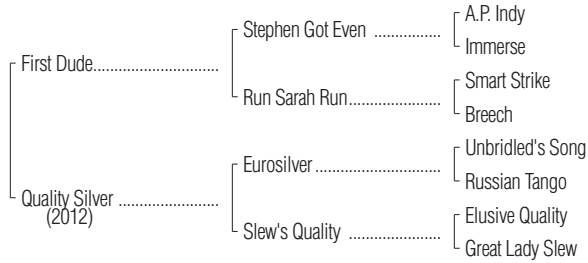 A.P. Indy
Stephen Got Even ..................
Immerse
First Dude.................................
Smart Strike
Run Sarah Run..........................
Breech
Unbridled's Song
Eurosilver...................................
Russian Tango
Quality Silver ..........................
(2012)
Elusive Quality
Slew's Quality .........................
Great Lady Slew